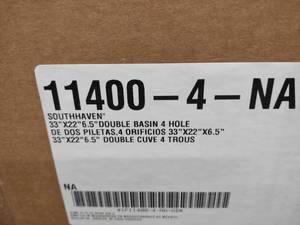 11400-4-NA
SOUTHHAVEN®
33"X22"6.5"DOUBLE BASIN 4 HOLE
DE DOS PILETAS,4 ORIFICIOS 33"X22"X6.5"
33"X22"6.5" DOUBLE CUVE 4 TROUS
NA